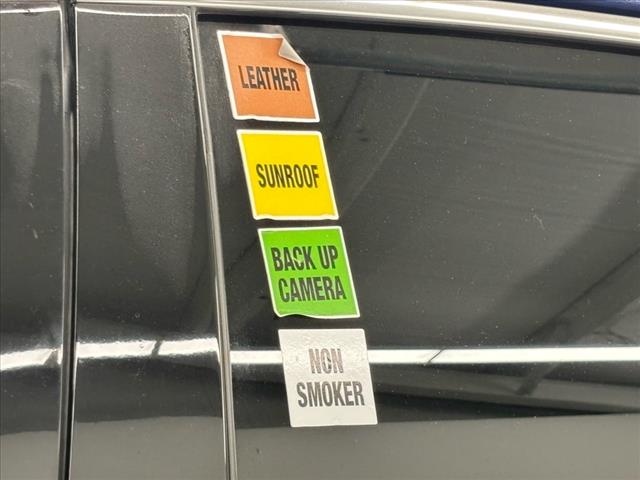 LEATHER
SUNROOF
BACK UP
CAMERA
NON
SMOKER